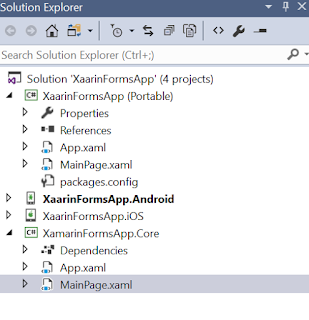 Solution Explorer
Search Solution Explorer (Ctrl+;)
Solution 'XaarinFormsApp' (4 projects)
C# XaarinFormsApp (Portable)
Properties
References
App.xaml
MainPage.xaml
packages.config
XaarinFormsApp.Android
XaarinFormsApp.iOS
C# XamarinFormsApp.Core
Dependencies
App.xaml
MainPage.xaml